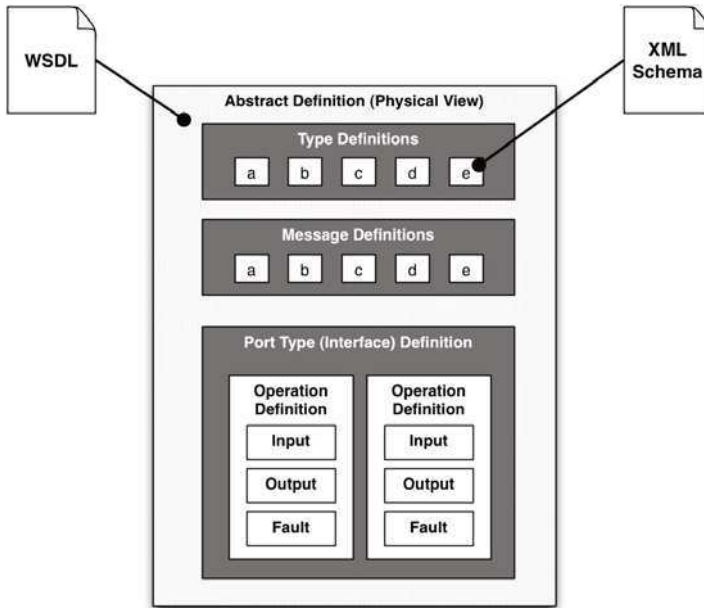 WSDL
XML
Schema
Abstract Definition (Physical View)
Type Definitions
a b c d e
Message Definitions
a b c d e
Port Type (Interface) Definition
Operation
Definition
Input
Output
Fault
Operation
Definition
Input
Output
Fault